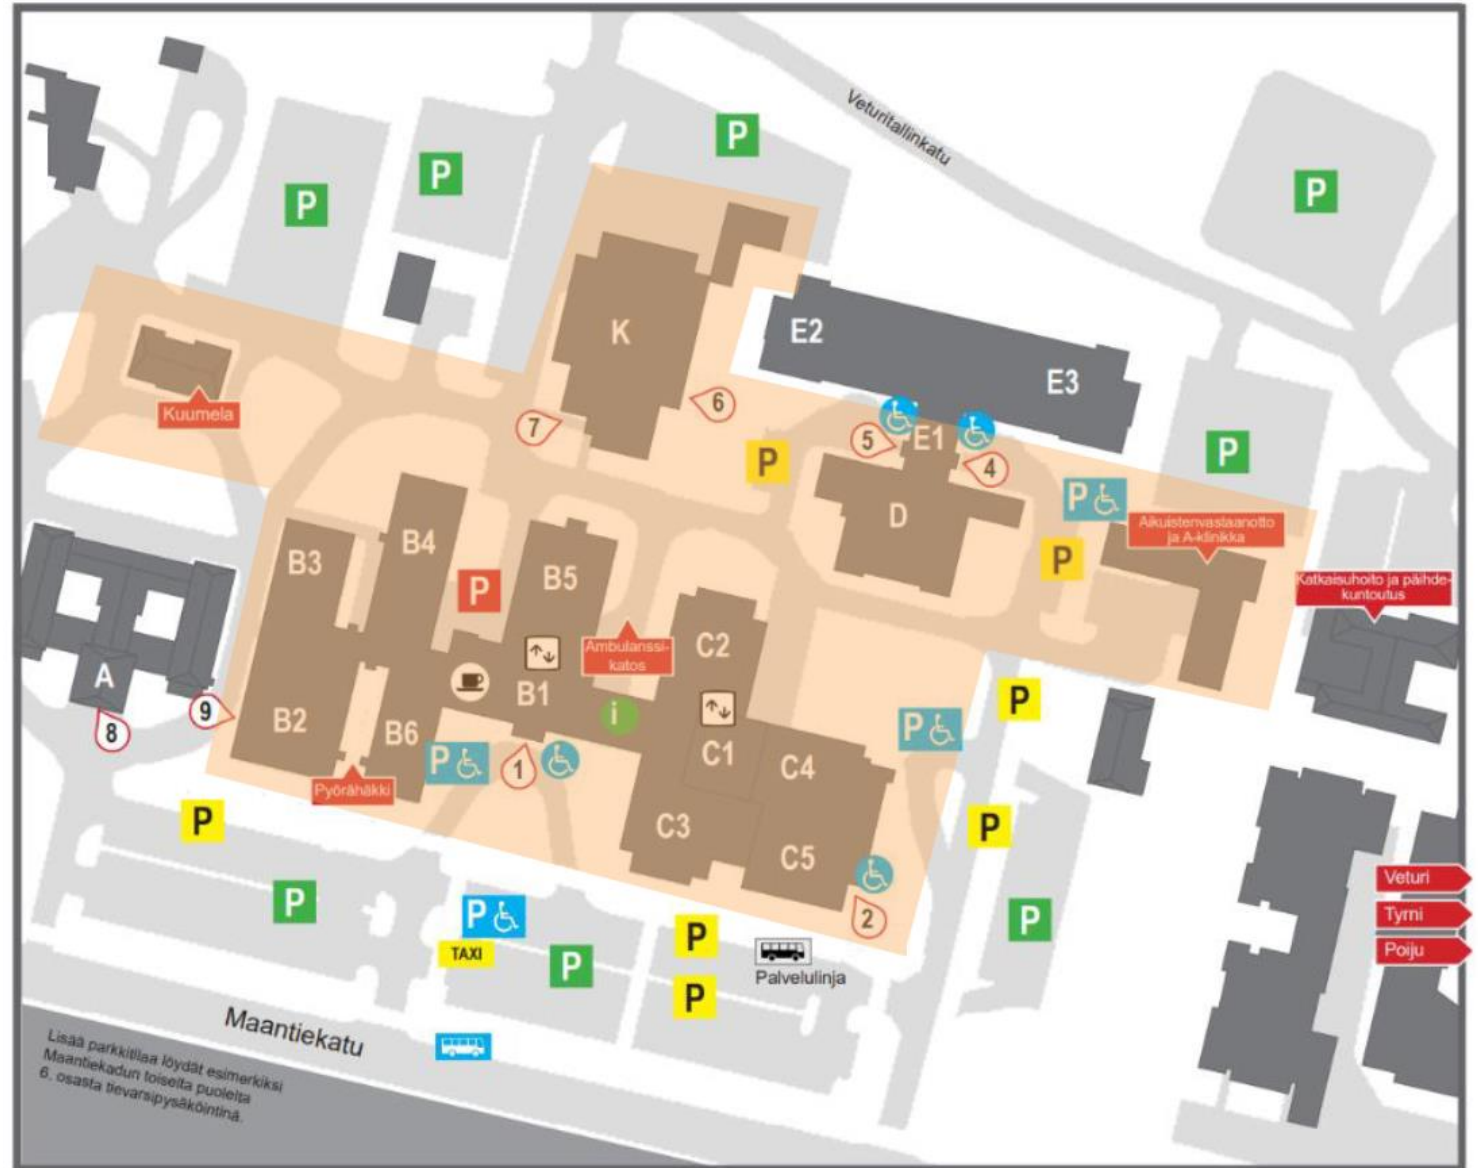 Veturitallinkatu
P
P
P
P
K
E2
E3
Kuumela
6
7
5
E1
4
P
P
P
D
Aikuistenvastaanotto
ja A-klinikka
P
B3
B4
B5
P
Katkaisuhoito ja päihde-
kuntoutus
Ambulanssi-
katos
C2
A
B1
i
P
9
B2
B6
8
P
1
C1
C4
P
Pyörähäkki
P
C3
C5
P
Veturi
Tyrni
Poiju
P
P
2
P
P
TAXI
P
Palvelulinja
P
Maantiekatu
Lisää parkkitilaa löydät esimerkiksi
Maantiekadun toiselta puolelta
6. osasta tievarsipysäköintinä.